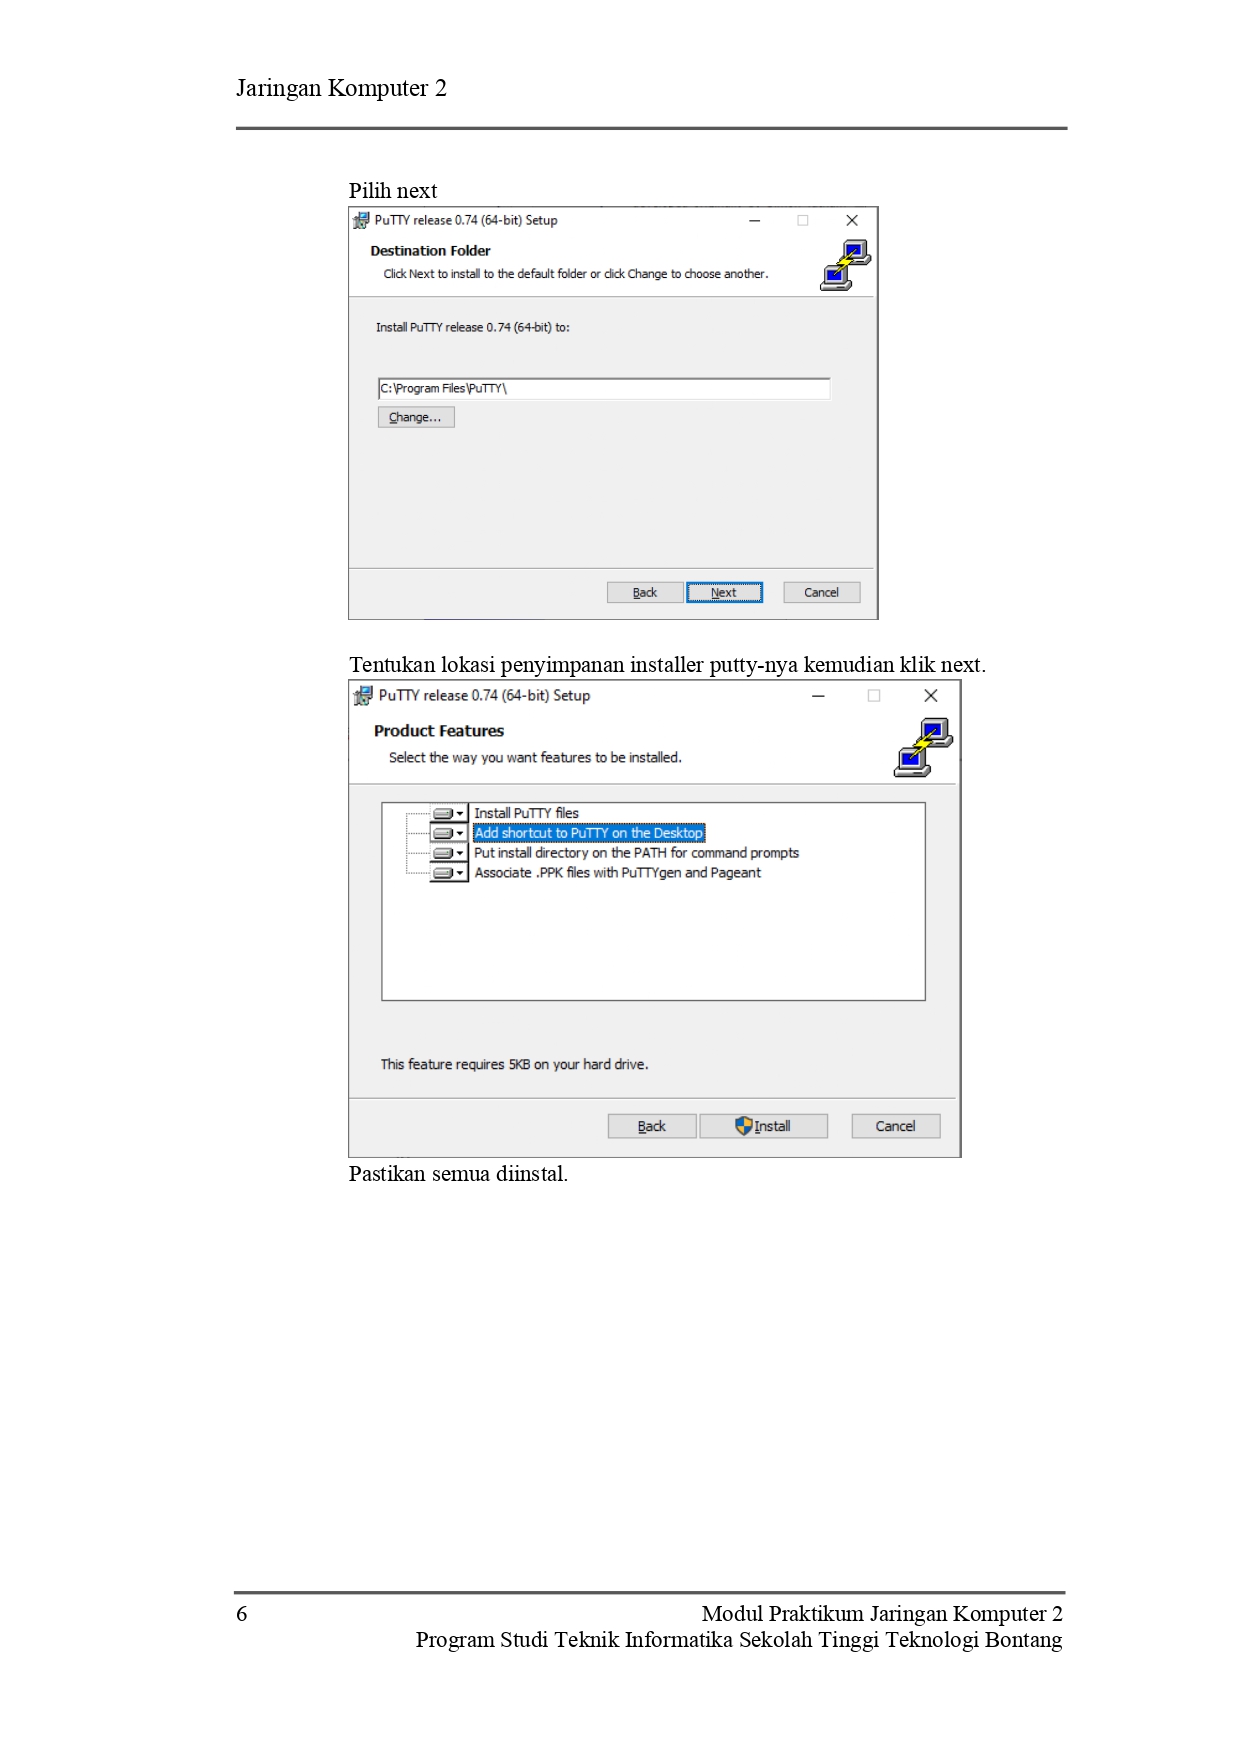 Jaringan Komputer 2
Pilih next
PuTTY release 0.74 (64-bit) Setup
Destination Folder
Click Next to install to the default folder or click Change to choose another.
Install PuTTY release 0.74 (64-bit) to:
C:\Program Files\PuTTY\
Change...
Back Next Cancel
Tentukan lokasi penyimpanan installer putty-nya kemudian klik next.
PuTTY release 0.74 (64-bit) Setup
Product Features
Select the way you want features to be installed.
Install PuTTY files
Add shortcut to PuTTY on the Desktop
Put install directory on the PATH for command prompts
Associate .PPK files with PuTTYgen and Pageant
This feature requires 5KB on your hard drive.
Back Install Cancel
Pastikan semua diinstal.
6 Modul Praktikum Jaringan Komputer 2
Program Studi Teknik Informatika Sekolah Tinggi Teknologi Bontang